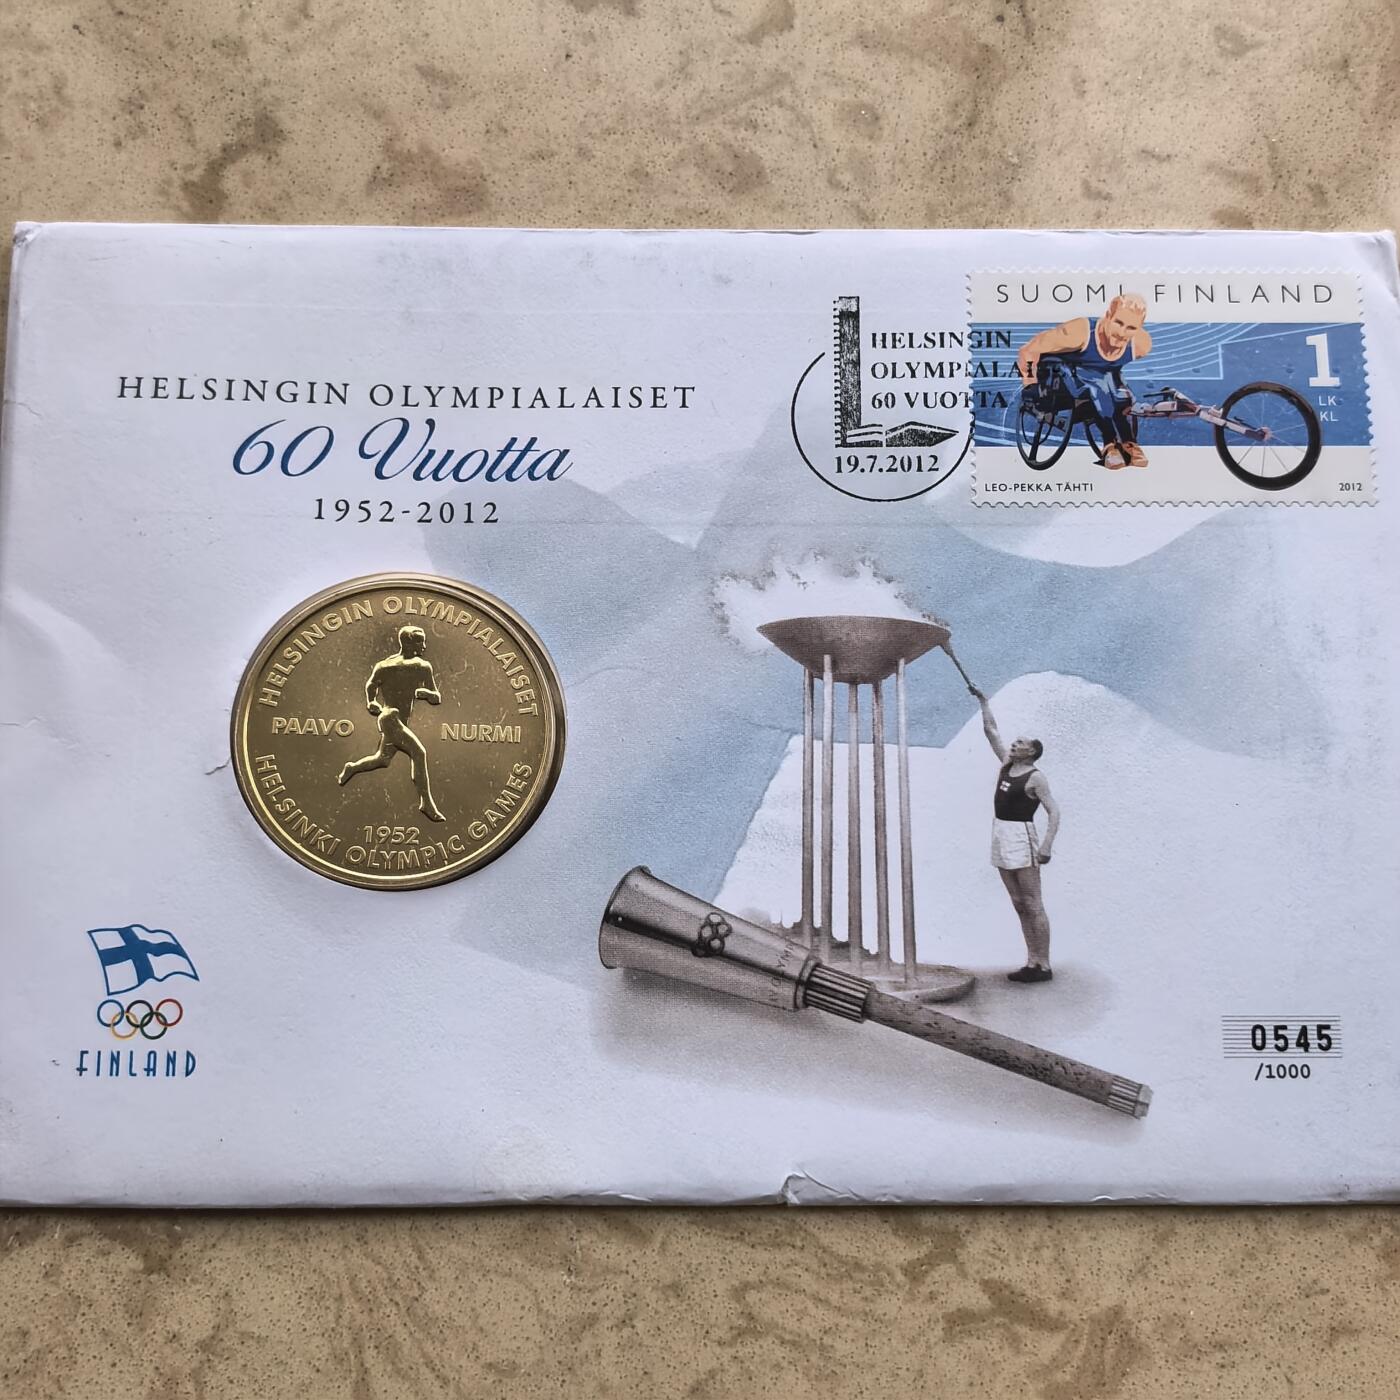 HELSINGIN OLYMPIALAISET
60 Vuotta
1952-2012
HELSINGIN
OLYMPIALAISET
60 VUOTTA
19.7.2012
SUOMI FINLAND
1
LK
KL
LEO-PEKKA TÄHTI
2012
HELSINGIN OLYMPIALAISET
PAAVO NURMI
1952
HELSINKI OLYMPIC GAMES
FINLAND
0545
/1000